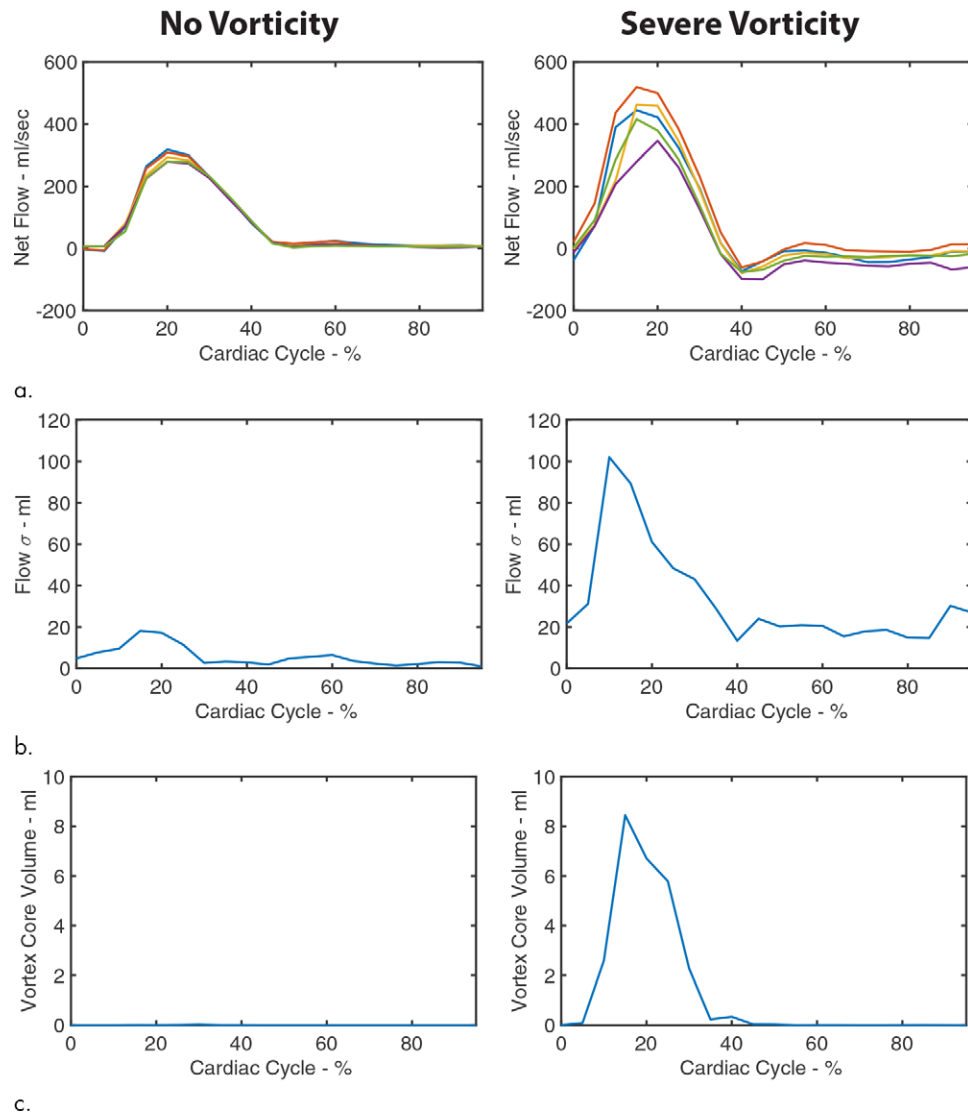 No Vorticity
Severe Vorticity
600
400
200
0
-200
Net Flow - ml/sec
0 20 40 60 80
Cardiac Cycle - %
600
400
200
0
-200
Net Flow - ml/sec
0 20 40 60 80
Cardiac Cycle - %
a.
120
100
80
60
40
20
0
Flow σ - ml
0 20 40 60 80
Cardiac Cycle - %
120
100
80
60
40
20
0
Flow σ - ml
0 20 40 60 80
Cardiac Cycle - %
b.
10
8
6
4
2
0
Vortex Core Volume - ml
0 20 40 60 80
Cardiac Cycle - %
10
8
6
4
2
0
Vortex Core Volume - ml
0 20 40 60 80
Cardiac Cycle - %
c.